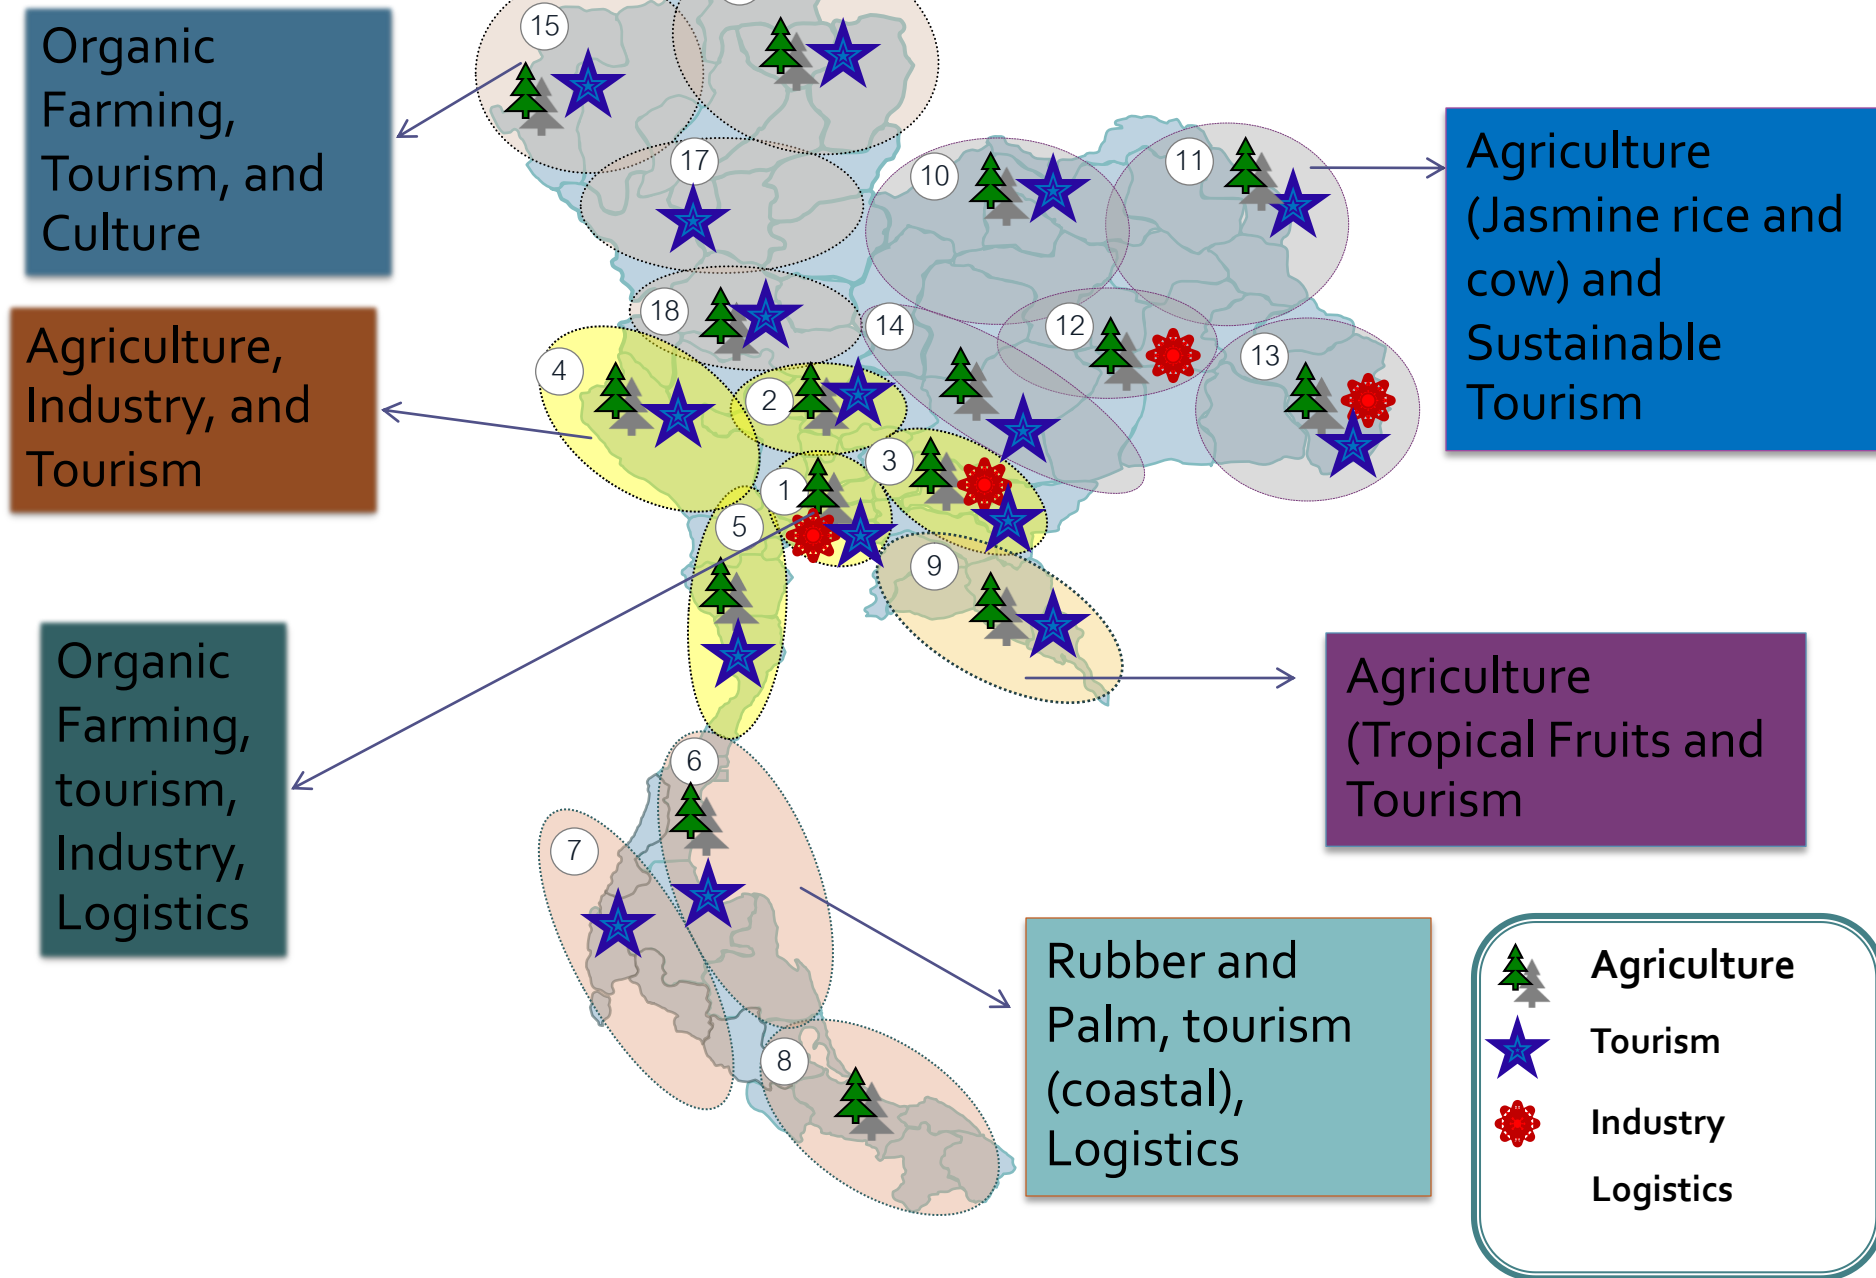 Organic
Farming,
Tourism, and
Culture
Agriculture,
Industry, and
Tourism
Organic
Farming,
tourism,
Industry,
Logistics
15
17
18
10
11
14
12
13
4
2
3
1
5
9
6
7
8
Agriculture
(Jasmine rice and
cow) and
Sustainable
Tourism
Agriculture
(Tropical Fruits and
Tourism
Rubber and
Palm, tourism
(coastal),
Logistics
Agriculture
Tourism
Industry
Logistics